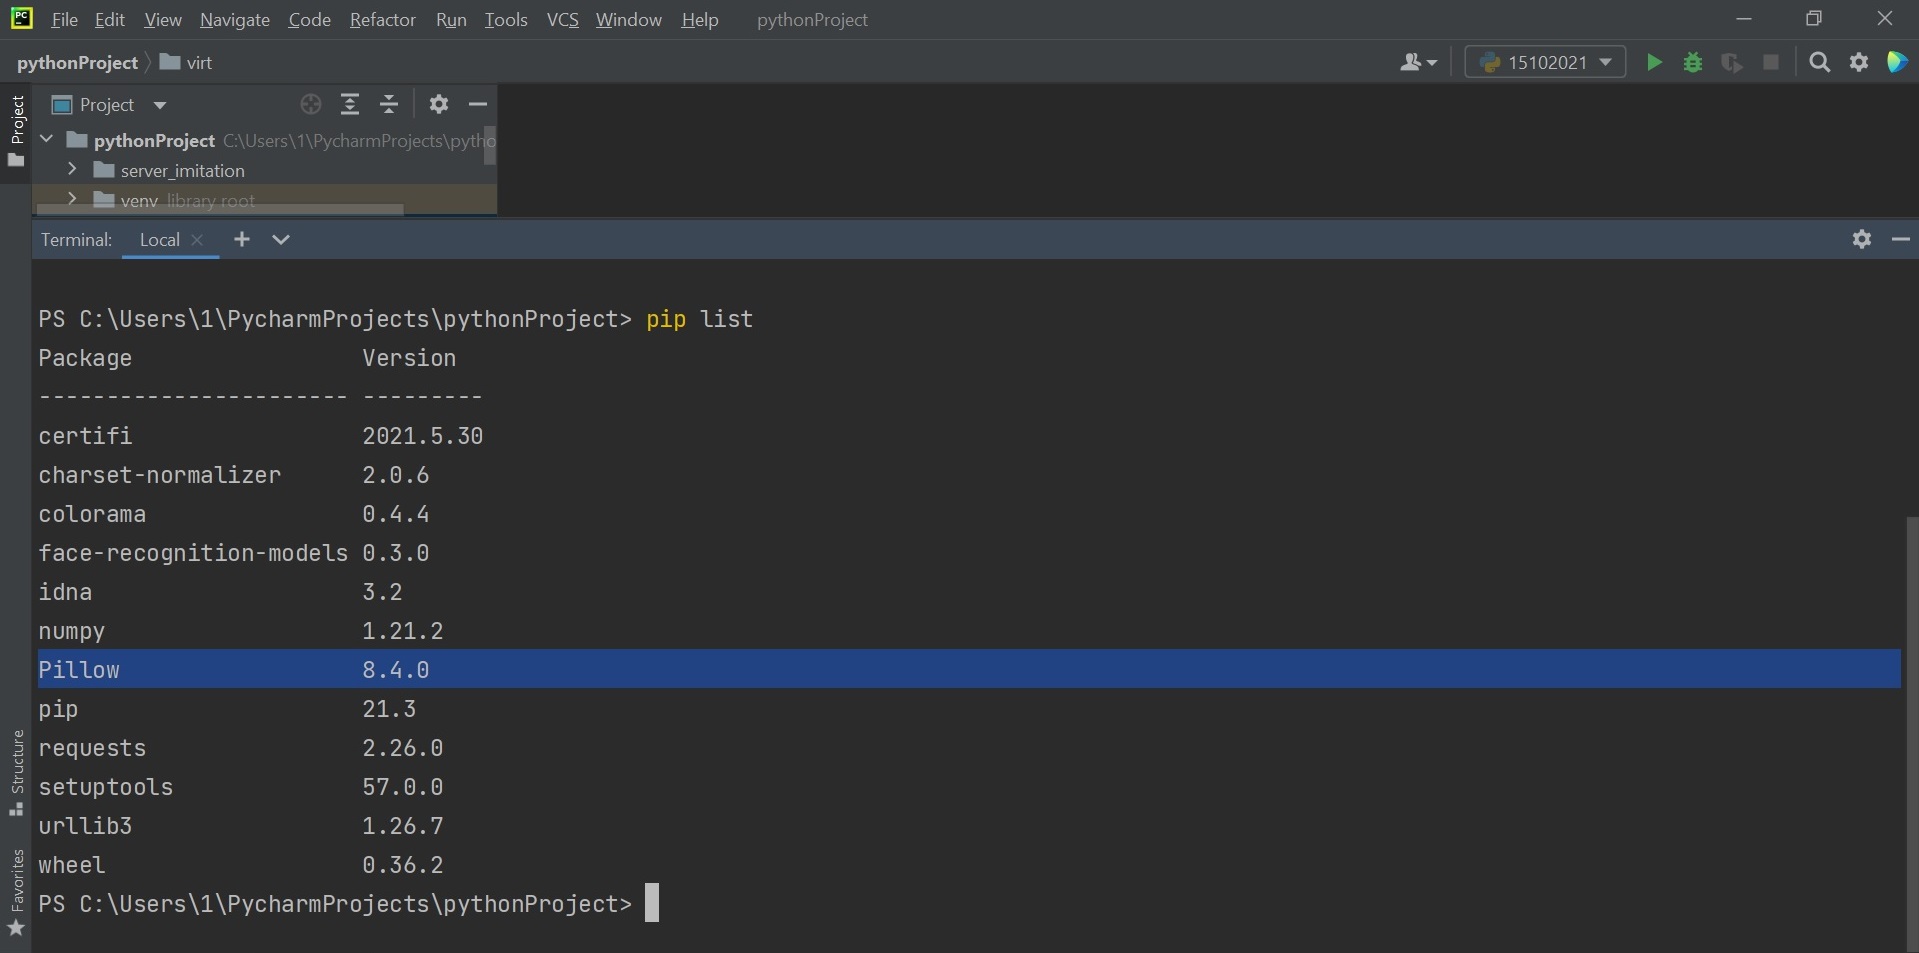 PC File Edit View Navigate Code Refactor Run Tools VCS Window Help pythonProject
pythonProject virt 15102021
Project
Project
pythonProject C:\Users\1\PycharmProjects\pytho
server_imitation
venv library root
Terminal: Local
PS C:\Users\1\PycharmProjects\pythonProject> pip list
Package Version
----------------------- ---------
certifi 2021.5.30
charset-normalizer 2.0.6
colorama 0.4.4
face-recognition-models 0.3.0
idna 3.2
numpy 1.21.2
Pillow 8.4.0
pip 21.3
requests 2.26.0
setuptools 57.0.0
urllib3 1.26.7
wheel 0.36.2
PS C:\Users\1\PycharmProjects\pythonProject>
Structure
Favorites